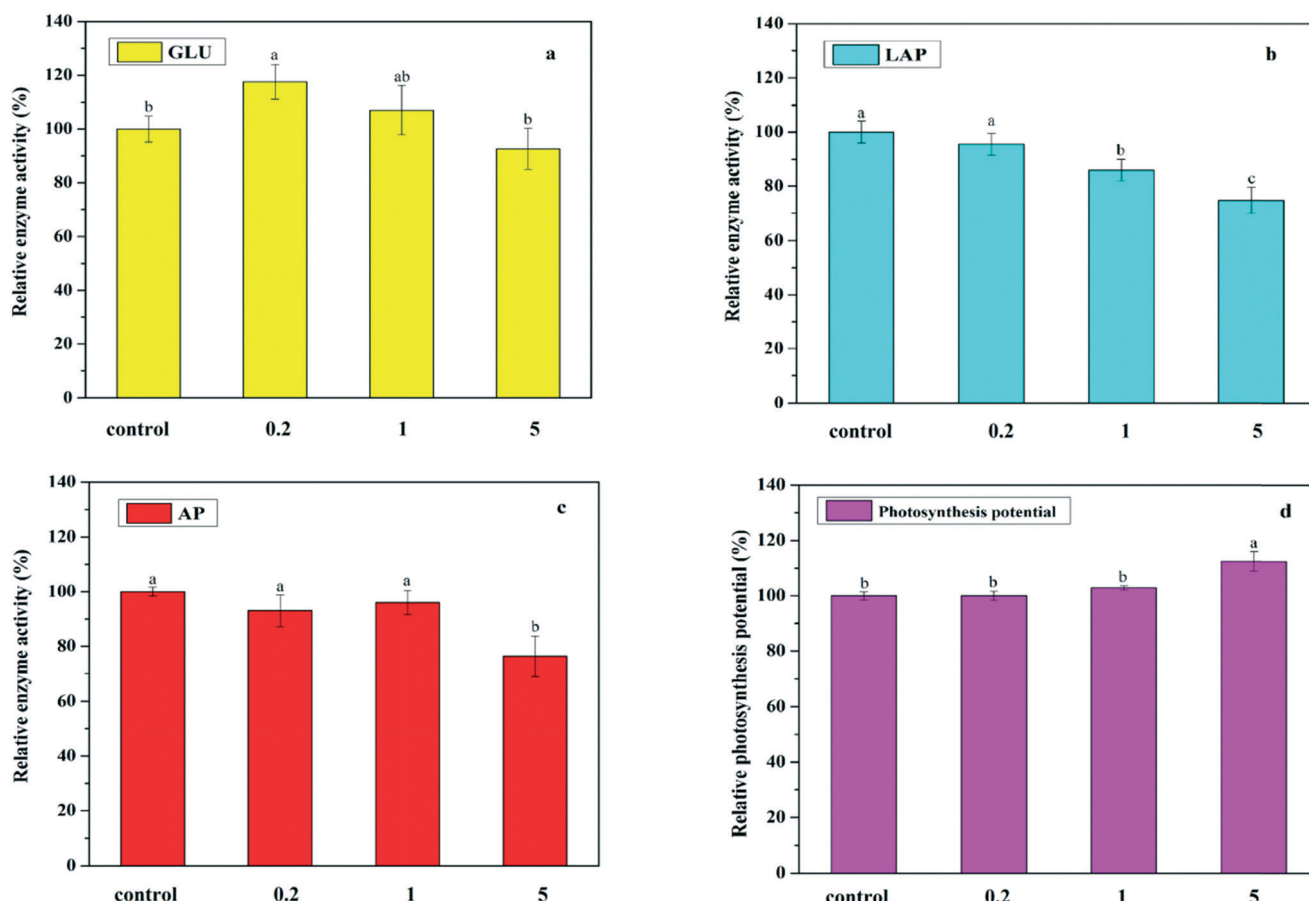 GLU
a
Relative enzyme activity (%)
140
120
100
80
60
40
20
0
b
a
ab
b
control 0.2 1 5
LAP
b
Relative enzyme activity (%)
140
120
100
80
60
40
20
0
a
a
b
c
control 0.2 1 5
AP
c
Relative enzyme activity (%)
140
120
100
80
60
40
20
0
a
a
a
b
control 0.2 1 5
Photosynthesis potential
d
Relative photosynthesis potential (%)
140
120
100
80
60
40
20
0
b
b
b
a
control 0.2 1 5